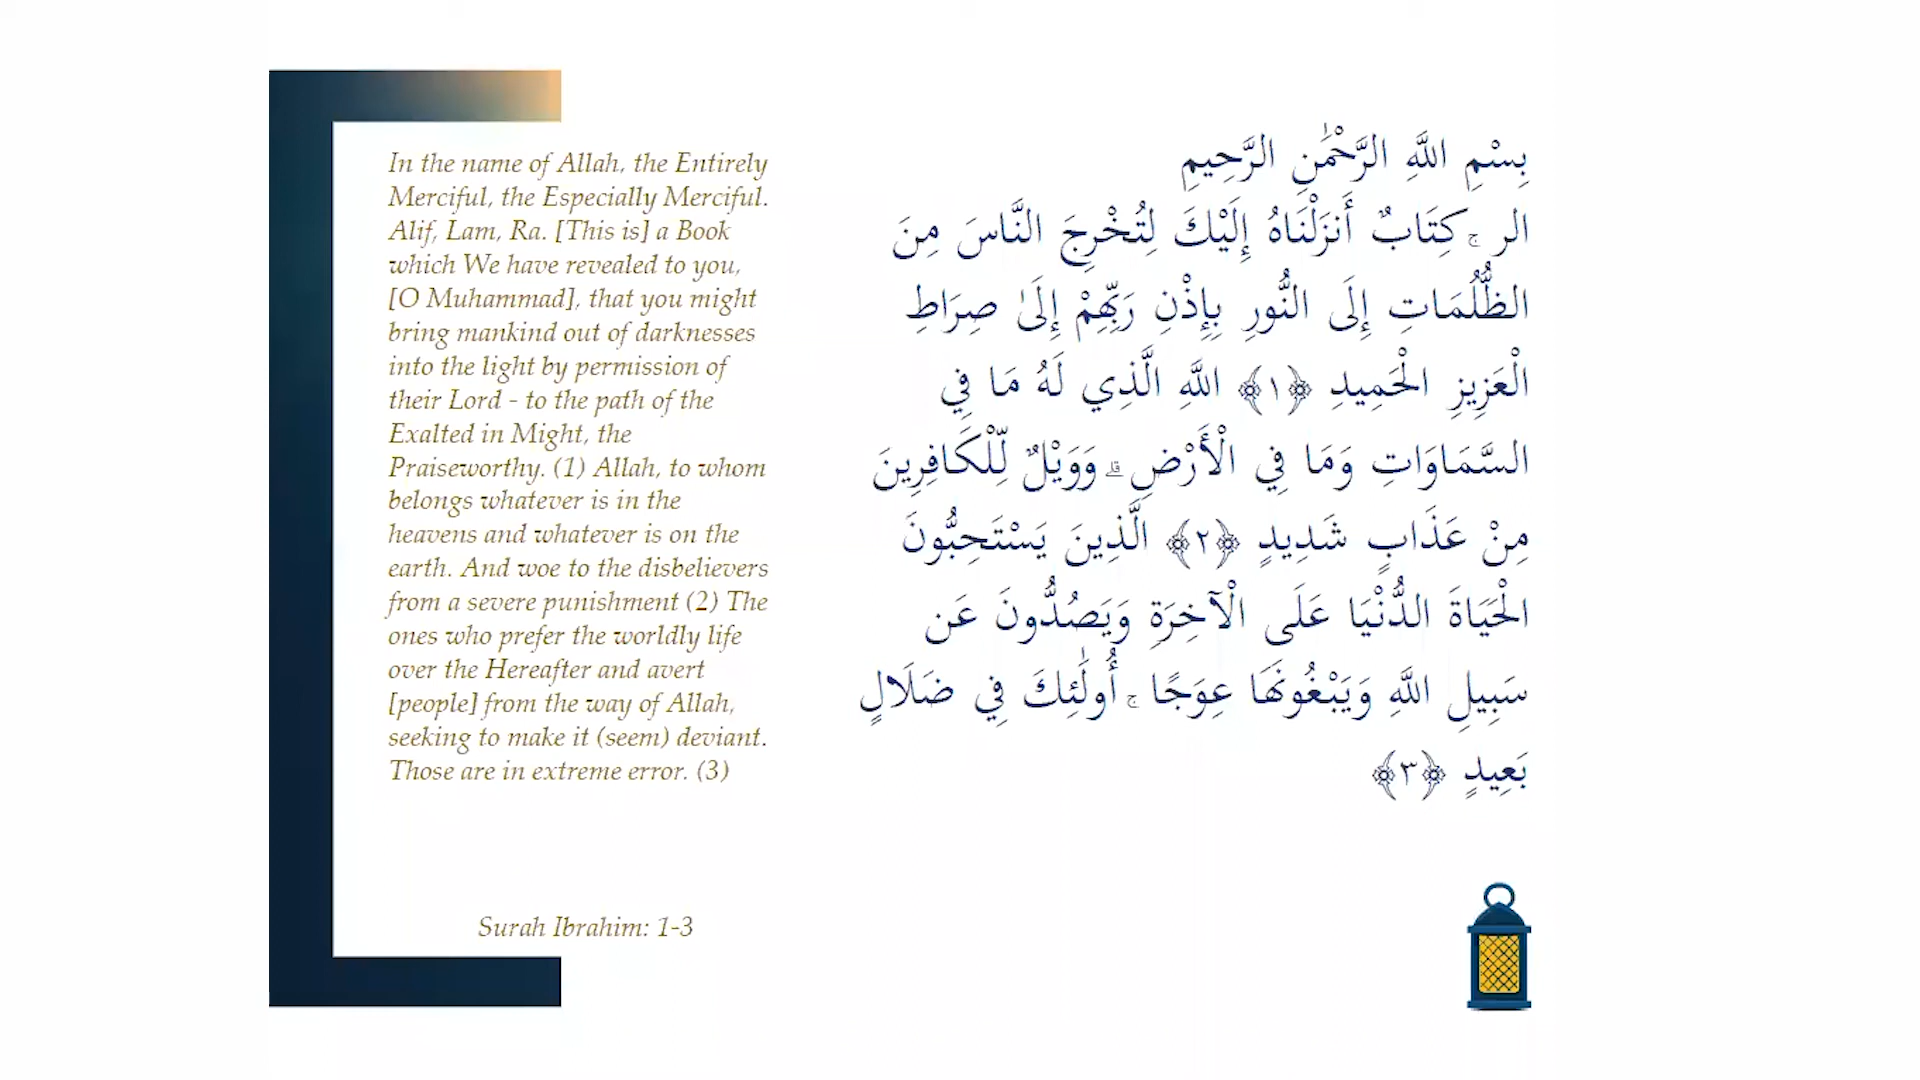 In the name of Allah, the Entirely
Merciful, the Especially Merciful.
Alif, Lam, Ra. [This is] a Book
which We have revealed to you,
[O Muhammad], that you might
bring mankind out of darknesses
into the light by permission of
their Lord - to the path of the
Exalted in Might, the
Praiseworthy. (1) Allah, to whom
belongs whatever is in the
heavens and whatever is on the
earth. And woe to the disbelievers
from a severe punishment (2) The
ones who prefer the worldly life
over the Hereafter and avert
[people] from the way of Allah,
seeking to make it (seem) deviant.
Those are in extreme error. (3)
Surah Ibrahim: 1-3
بِسْمِ اللَّهِ الرَّحْمَٰنِ الرَّحِيمِ
الر ۚ كِتَابٌ أَنزَلْنَاهُ إِلَيْكَ لِتُخْرِجَ النَّاسَ مِنَ
الظُّلُمَاتِ إِلَى النُّورِ بِإِذْنِ رَبِّهِمْ إِلَىٰ صِرَاطِ
الْعَزِيزِ الْحَمِيدِ ﴿١﴾ اللَّهِ الَّذِي لَهُ مَا فِي
السَّمَاوَاتِ وَمَا فِي الْأَرْضِ ۗ وَوَيْلٌ لِّلْكَافِرِينَ
مِنْ عَذَابٍ شَدِيدٍ ﴿٢﴾ الَّذِينَ يَسْتَحِبُّونَ
الْحَيَاةَ الدُّنْيَا عَلَى الْآخِرَةِ وَيَصُدُّونَ عَن
سَبِيلِ اللَّهِ وَيَبْغُونَهَا عِوَجًا ۚ أُولَٰئِكَ فِي ضَلَالٍ
بَعِيدٍ ﴿٣﴾